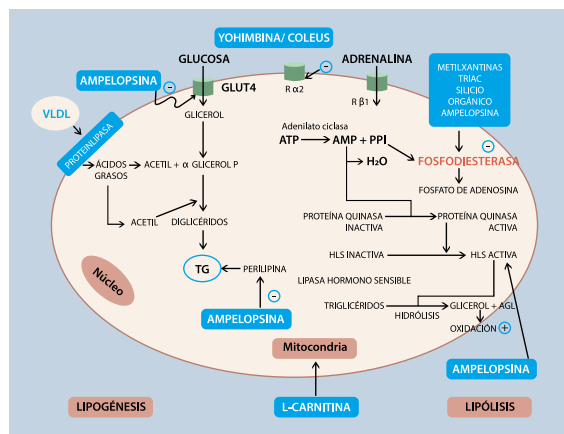 YOHIMBINA/ COLEUS
GLUCOSA
ADRENALINA
AMPELOPSINA
-
GLUT4
R α2
-
R β1
METILXANTINAS
TRIAC
SILICIO
ORGÁNICO
AMPELOPSINA
VLDL
PROTEINLIPASA
GLICEROL
Adenilato ciclasa
ATP
AMP + PPI
H2O
-
FOSFODIESTERASA
FOSFATO DE ADENOSINA
ÁCIDOS
GRASOS
ACETIL + α GLICEROL P
ACETIL
DIGLICÉRIDOS
PROTEÍNA QUINASA
INACTIVA
PROTEÍNA QUINASA
ACTIVA
TG
PERILIPINA
HLS INACTIVA
HLS ACTIVA
LIPASA HORMONO SENSIBLE
Núcleo
-
AMPELOPSINA
TRIGLICÉRIDOS
HIDRÓLISIS
GLICEROL + AGL
OXIDACIÓN +
Mitocondria
AMPELOPSINA
LIPOGÉNESIS
L-CARNITINA
LIPÓLISIS